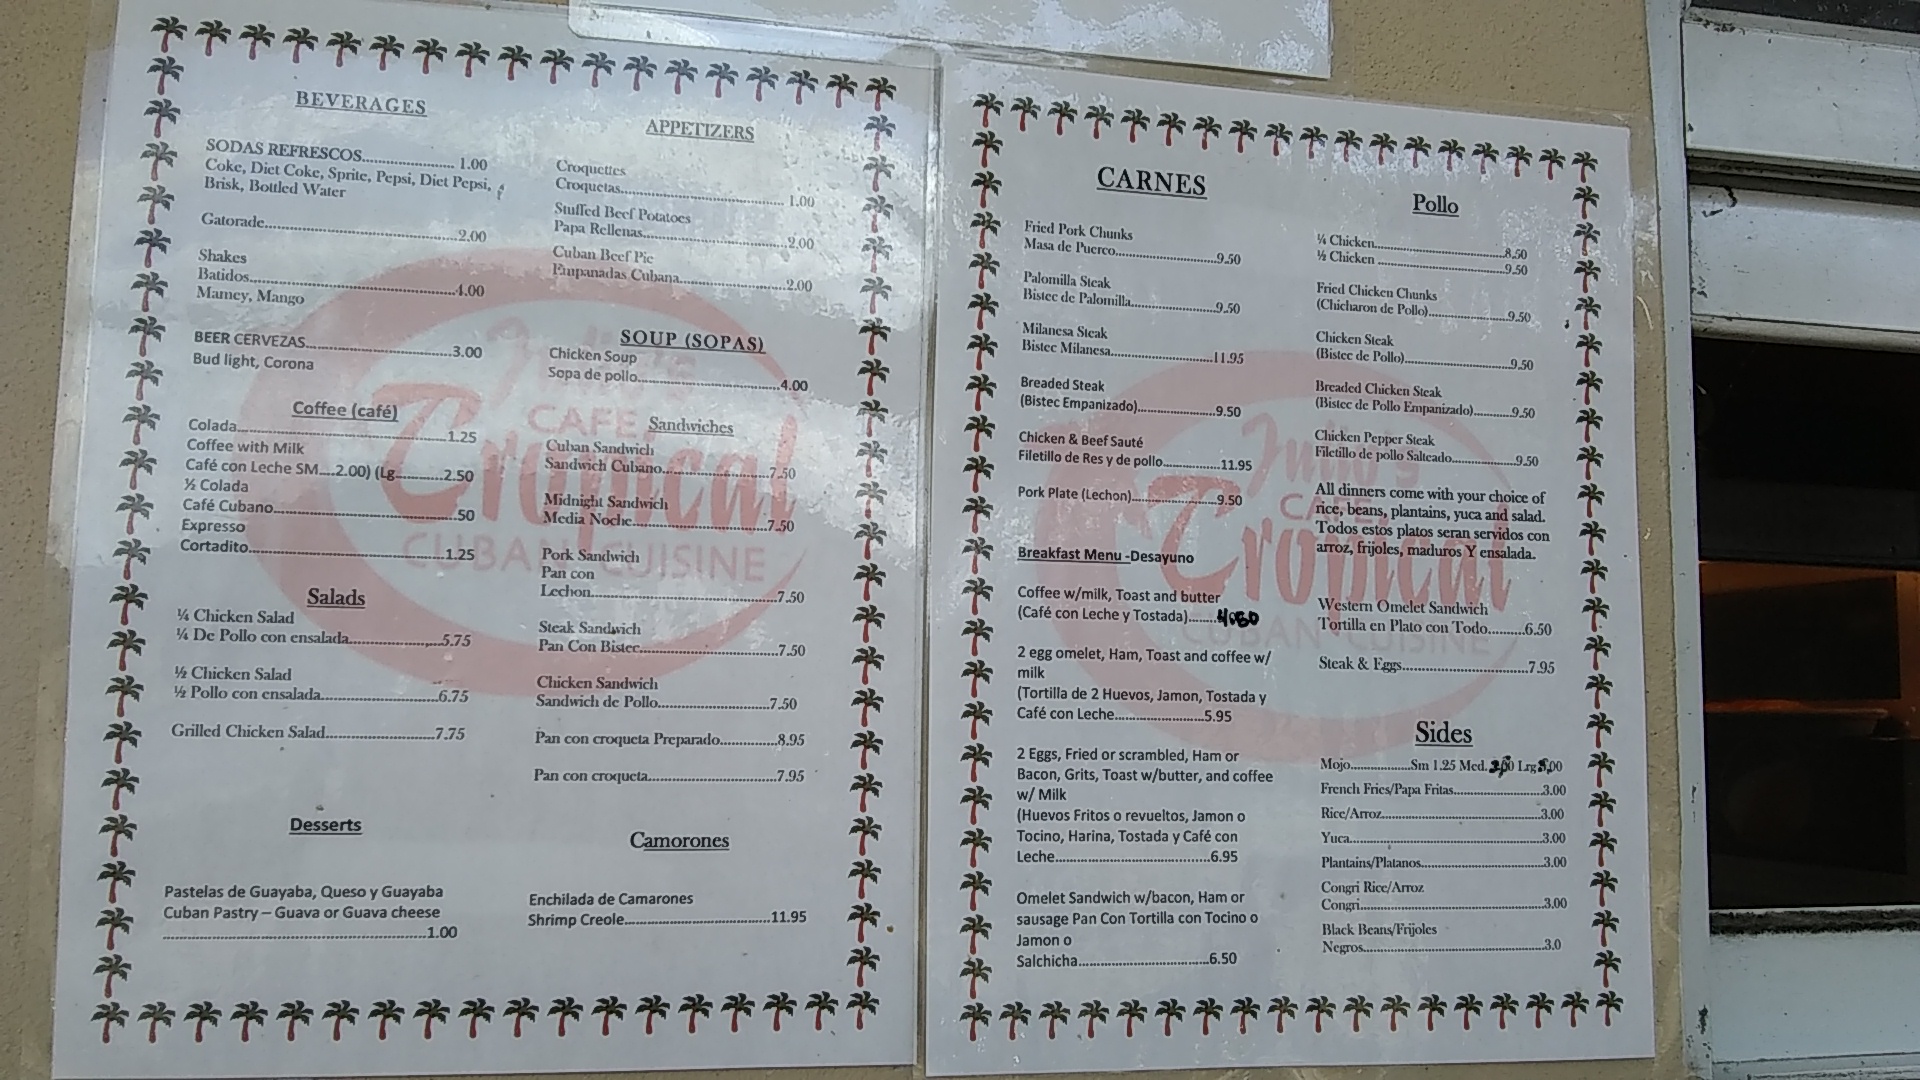 BEVERAGES
SODAS REFRESCOS.................... 1.00
Coke, Diet Coke, Sprite, Pepsi, Diet Pepsi,
Brisk, Bottled Water
Gatorade..........................................2.00
Shakes
Batidos............................................4.00
Mamey, Mango
BEER CERVEZAS................................3.00
Bud light, Corona
Coffee (café)
Colada..............................................1.25
Coffee with Milk
Café con Leche SM....2.00) (Lg..........2.50
½ Colada
Café Cubano.......................................50
Expresso
Cortadito..........................................1.25
Salads
¼ Chicken Salad
¼ De Pollo con ensalada....................5.75
½ Chicken Salad
½ Pollo con ensalada.........................6.75
Grilled Chicken Salad.......................7.75
Desserts
Pastelas de Guayaba, Queso y Guayaba
Cuban Pastry – Guava or Guava cheese
..........................................................1.00
APPETIZERS
Croquettes
Croquetas...................................... 1.00
Stuffed Beef Potatoes
Papa Rellenas.................................2.00
Cuban Beef Pie
Empanadas Cubana.........................2.00
SOUP (SOPAS)
Chicken Soup
Sopa de pollo.................................4.00
Sandwiches
Cuban Sandwich
Sandwich Cubano.........................7.50
Midnight Sandwich
Media Noche................................7.50
Pork Sandwich
Pan con
Lechon..........................................7.50
Steak Sandwich
Pan Con Bistec..............................7.50
Chicken Sandwich
Sandwich de Pollo.........................7.50
Pan con croqueta Preparado.............8.95
Pan con croqueta.............................7.95
Camorones
Enchilada de Camarones
Shrimp Creole.................................11.95
CAFE
Tropical
CUBAN CUISINE
CARNES
Fried Pork Chunks
Masa de Puerco.......................9.50
Palomilla Steak
Bistec de Palomilla..................9.50
Milanesa Steak
Bistec Milanesa.......................11.95
Breaded Steak
(Bistec Empanizado)................9.50
Chicken & Beef Sauté
Filetillo de Res y de pollo.............11.95
Pork Plate (Lechon)...................9.50
Breakfast Menu -Desayuno
Coffee w/milk, Toast and butter
(Café con Leche y Tostada).......4.50
2 egg omelet, Ham, Toast and coffee w/
milk
(Tortilla de 2 Huevos, Jamon, Tostada y
Café con Leche.......................5.95
2 Eggs, Fried or scrambled, Ham or
Bacon, Grits, Toast w/butter, and coffee
w/ Milk
(Huevos Fritos o revueltos, Jamon o
Tocino, Harina, Tostada y Café con
Leche.......................................6.95
Omelet Sandwich w/bacon, Ham or
sausage Pan Con Tortilla con Tocino o
Jamon o
Salchicha.................................6.50
Pollo
¼ Chicken..................................8.50
½ Chicken .................................9.50
Fried Chicken Chunks
(Chicharon de Pollo).....................9.50
Chicken Steak
(Bistec de Pollo)...........................9.50
Breaded Chicken Steak
(Bistec de Pollo Empanizado).........9.50
Chicken Pepper Steak
Filetillo de pollo Salteado................9.50
All dinners come with your choice of
rice, beans, plantains, yuca and salad.
Todos estos platos seran servidos con
arroz, frijoles, maduros Y ensalada.
Western Omelet Sandwich
Tortilla en Plato con Todo.........6.50
Steak & Eggs...............................7.95
Sides
Mojo................Sm 1.25 Med. Lrg
French Fries/Papa Fritas.......................3.00
Rice/Arroz.........................................3.00
Yuca.................................................3.00
Plantains/Platanos..............................3.00
Congri Rice/Arroz
Congri..............................................3.00
Black Beans/Frijoles
Negros.............................................3.0
CAFE
Tropical
CUBAN CUISINE